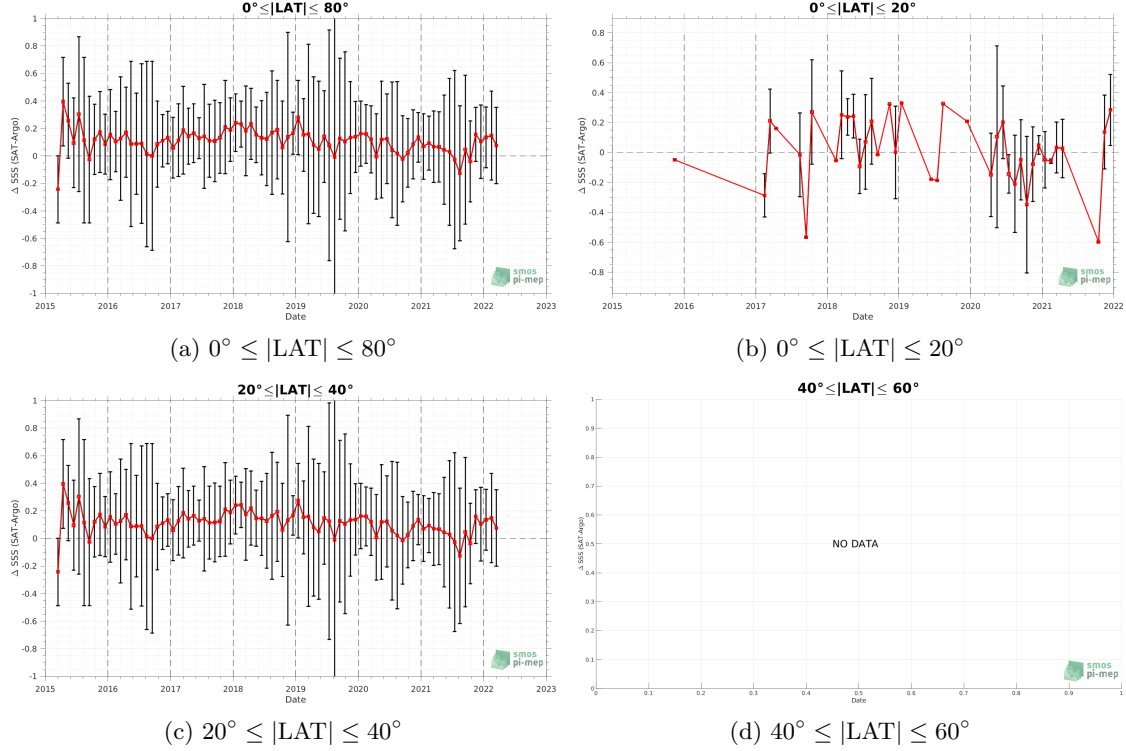 0°≤|LAT|≤ 80°
Δ SSS (SAT-Argo)
1
0.8
0.6
0.4
0.2
0
-0.2
-0.4
-0.6
-0.8
-1
2015 2016 2017 2018 2019 2020 2021 2022 2023
Date
smos
pi-mep
(a) 0° ≤ |LAT| ≤ 80°
0°≤|LAT|≤ 20°
Δ SSS (SAT-Argo)
0.8
0.6
0.4
0.2
0
-0.2
-0.4
-0.6
-0.8
2015 2016 2017 2018 2019 2020 2021 2022
Date
smos
pi-mep
(b) 0° ≤ |LAT| ≤ 20°
20°≤|LAT|≤ 40°
Δ SSS (SAT-Argo)
1
0.8
0.6
0.4
0.2
0
-0.2
-0.4
-0.6
-0.8
-1
2015 2016 2017 2018 2019 2020 2021 2022 2023
Date
smos
pi-mep
(c) 20° ≤ |LAT| ≤ 40°
40°≤|LAT|≤ 60°
Δ SSS (SAT-Argo)
1
0.9
0.8
0.7
0.6
0.5
0.4
0.3
0.2
0.1
0
NO DATA
0 0.1 0.2 0.3 0.4 0.5 0.6 0.7 0.8 0.9 1
Date
smos
pi-mep
(d) 40° ≤ |LAT| ≤ 60°